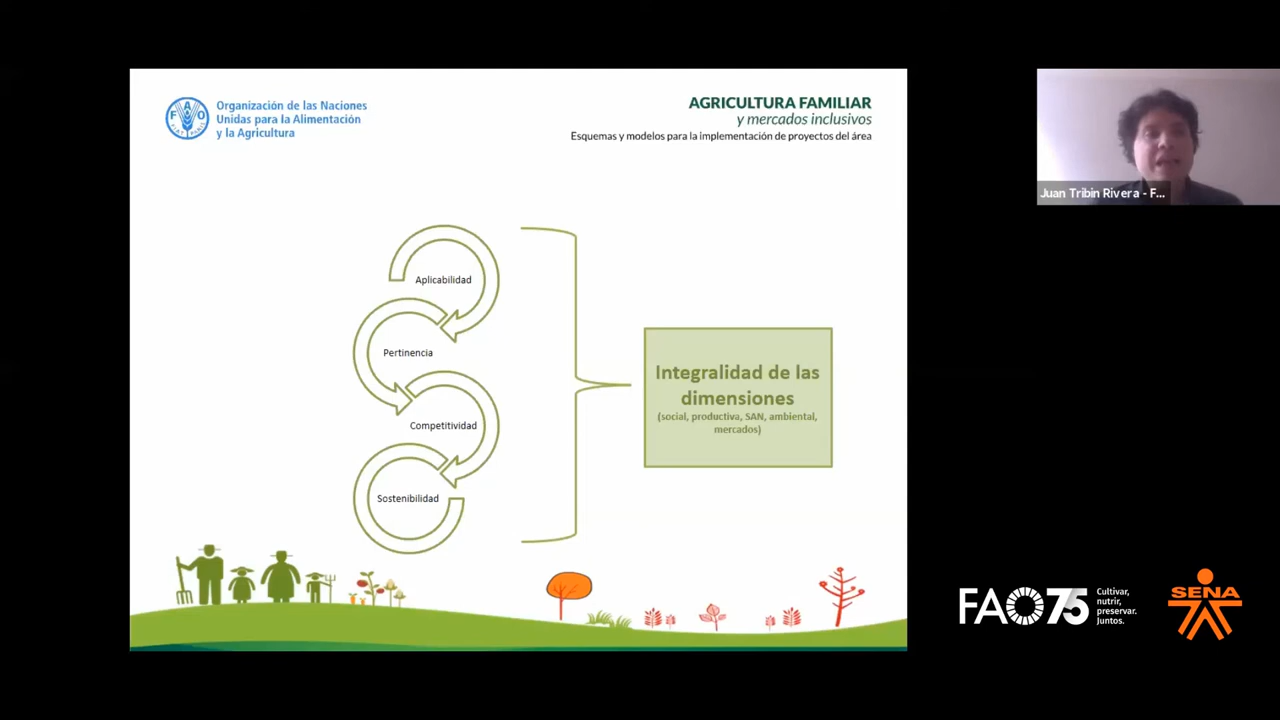 Organización de las Naciones
Unidas para la Alimentación
y la Agricultura
F A O
FIAT PANIS
AGRICULTURA FAMILIAR
y mercados inclusivos
Esquemas y modelos para la implementación de proyectos del área
Aplicabilidad
Pertinencia
Competitividad
Sostenibilidad
Integralidad de las
dimensiones
(social, productiva, SAN, ambiental,
mercados)
Juan Tribin Rivera - F...
FAO75
Cultivar,
nutrir,
preservar.
Juntos.
SENA